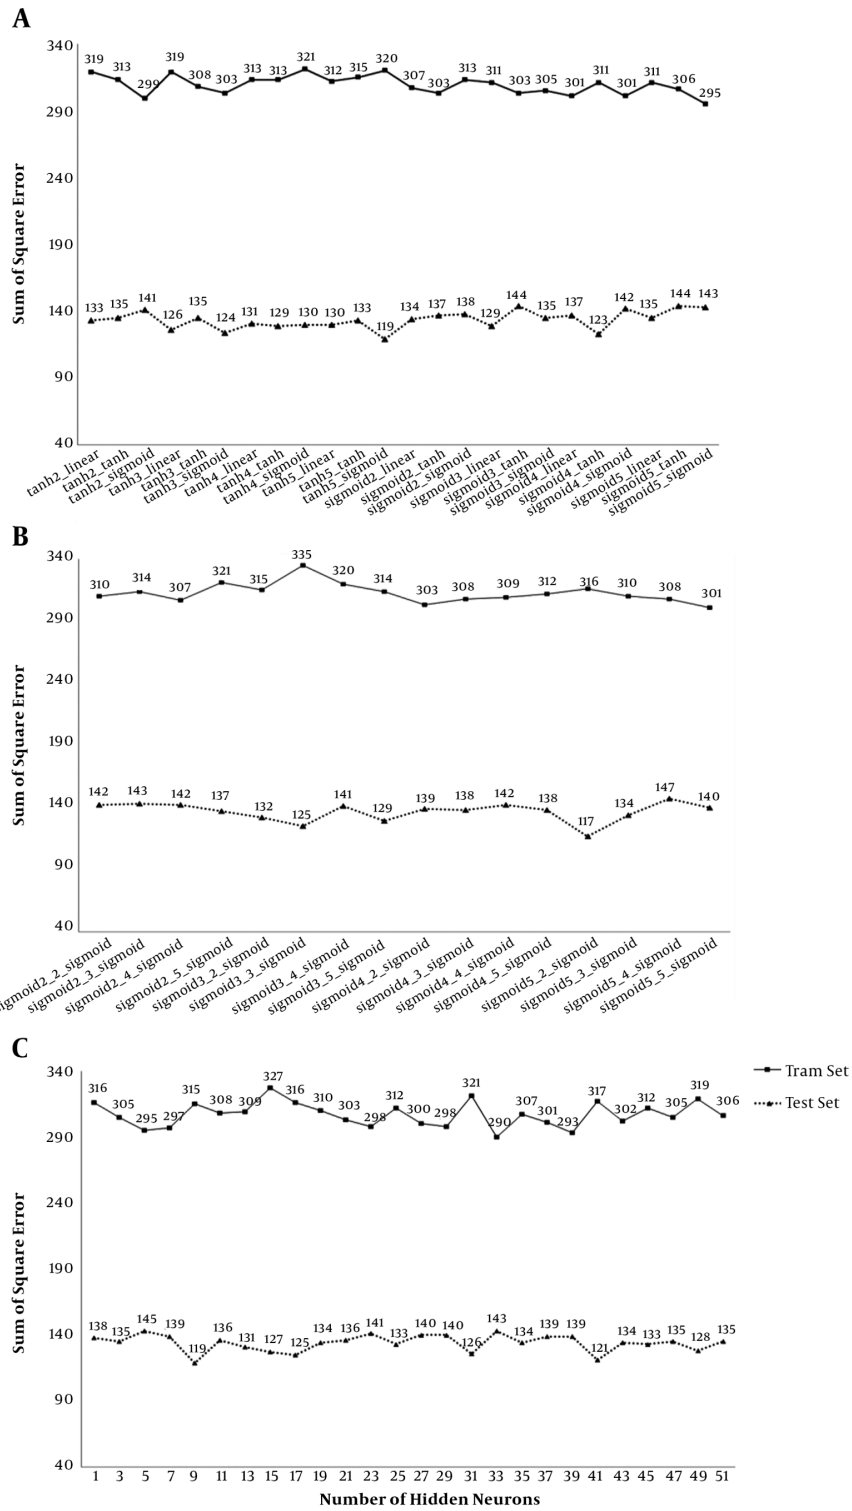 A
340
290
240
190
140
90
40
Sum of Square Error
319 313 299 319 308 303 313 313 321 312 315 320 307 303 313 311 303 305 301 311 301 311 306 295
133 135 141 126 135 124 131 129 130 130 133 119 134 137 138 129 144 135 137 123 142 135 144 143
tanh2_linear
tanh2_tanh
tanh2_sigmoid
tanh3_linear
tanh3_tanh
tanh3_sigmoid
tanh4_linear
tanh4_tanh
tanh4_sigmoid
tanh5_linear
tanh5_tanh
tanh5_sigmoid
sigmoid2_linear
sigmoid2_tanh
sigmoid2_sigmoid
sigmoid3_linear
sigmoid3_tanh
sigmoid3_sigmoid
sigmoid4_linear
sigmoid4_tanh
sigmoid4_sigmoid
sigmoid5_linear
sigmoid5_tanh
sigmoid5_sigmoid
B
340
290
240
190
140
90
40
Sum of Square Error
310 314 307 321 315 335 320 314 303 308 309 312 316 310 308 301
142 143 142 137 132 125 141 129 139 138 142 138 117 134 147 140
sigmoid2_2_sigmoid
sigmoid2_3_sigmoid
sigmoid2_4_sigmoid
sigmoid2_5_sigmoid
sigmoid3_2_sigmoid
sigmoid3_3_sigmoid
sigmoid3_4_sigmoid
sigmoid3_5_sigmoid
sigmoid4_2_sigmoid
sigmoid4_3_sigmoid
sigmoid4_4_sigmoid
sigmoid4_5_sigmoid
sigmoid5_2_sigmoid
sigmoid5_3_sigmoid
sigmoid5_4_sigmoid
sigmoid5_5_sigmoid
C
340
290
240
190
140
90
40
Sum of Square Error
316 305 295 297 315 308 309 327 316 310 303 298 312 300 298 321 290 307 301 293 317 302 312 305 319 306
138 135 145 139 119 136 131 127 125 134 136 141 133 140 140 126 143 134 139 139 121 134 133 135 128 135
1 3 5 7 9 11 13 15 17 19 21 23 25 27 29 31 33 35 37 39 41 43 45 47 49 51
Number of Hidden Neurons
Tram Set
Test Set